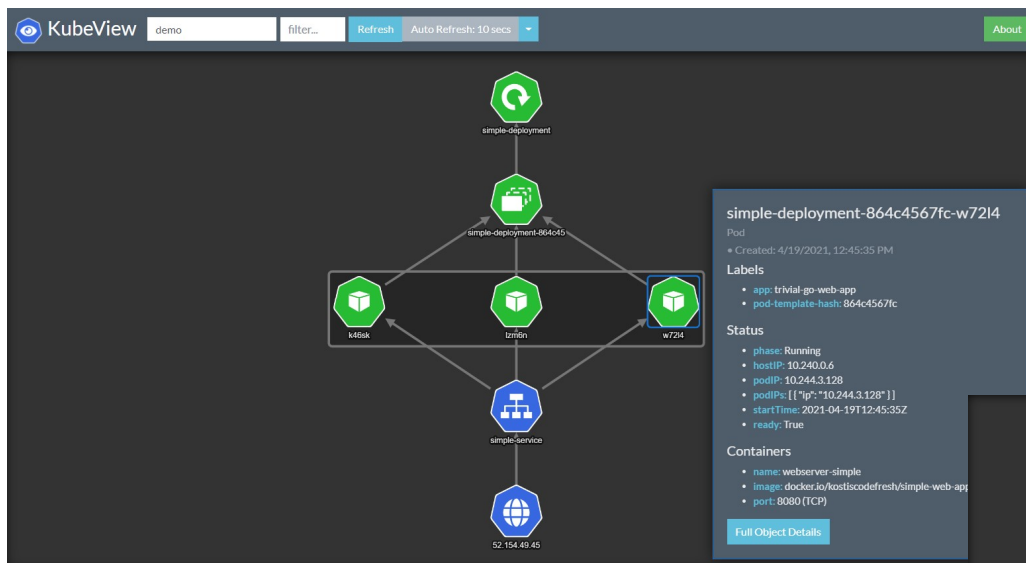 KubeView
demo
filter...
Refresh
Auto Refresh: 10 secs
About
simple-deployment
simple-deployment-864c45
k46sk
lzm6n
w72l4
simple-service
52.154.49.45
simple-deployment-864c4567fc-w72l4
Pod
• Created: 4/19/2021, 12:45:35 PM
Labels
• app: trivial-go-web-app
• pod-template-hash: 864c4567fc
Status
• phase: Running
• hostIP: 10.240.0.6
• podIP: 10.244.3.128
• podIPs: [ { "ip": "10.244.3.128" } ]
• startTime: 2021-04-19T12:45:35Z
• ready: True
Containers
• name: webserver-simple
• image: docker.io/kostiscodefresh/simple-web-app
• port: 8080 (TCP)
Full Object Details